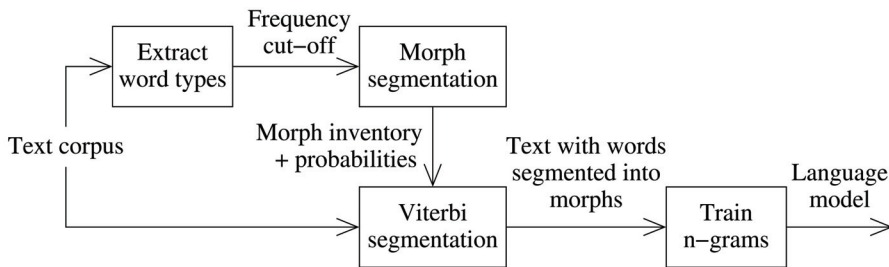 Frequency
cut−off
Extract
word types
Morph
segmentation
Text corpus
Morph inventory
+ probabilities
Text with words
segmented into
morphs
Language
model
Viterbi
segmentation
Train
n−grams